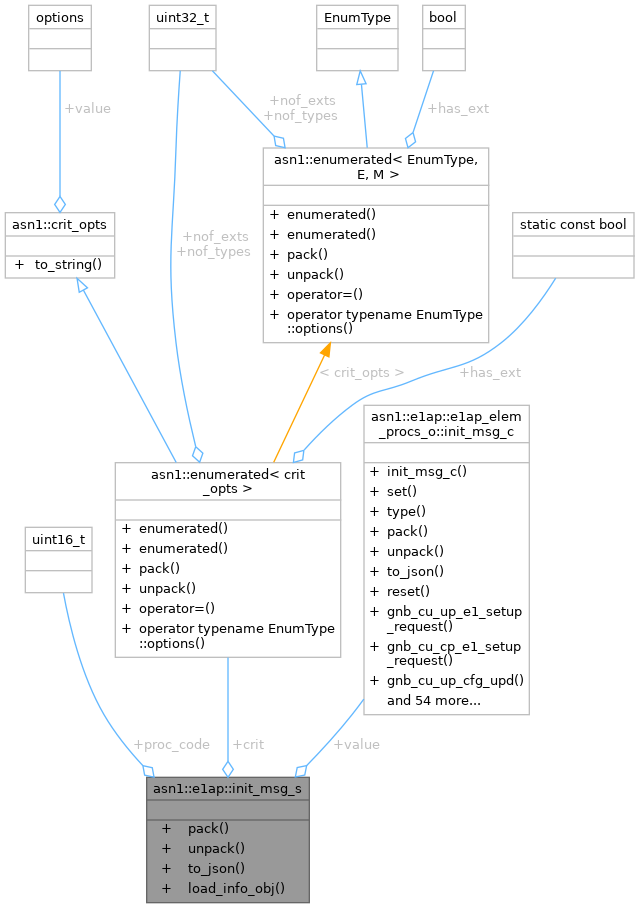 options
uint32_t
EnumType
bool
+value
+nof_exts
+nof_types
+has_ext
asn1::enumerated< EnumType,
E, M >
+ enumerated()
+ enumerated()
+ pack()
+ unpack()
+ operator=()
+ operator typename EnumType
::options()
asn1::crit_opts
+ to_string()
static const bool
+nof_exts
+nof_types
< crit_opts >
+has_ext
asn1::e1ap::e1ap_elem
_procs_o::init_msg_c
+ init_msg_c()
+ set()
+ type()
+ pack()
+ unpack()
+ to_json()
+ reset()
+ gnb_cu_up_e1_setup
_request()
+ gnb_cu_cp_e1_setup
_request()
+ gnb_cu_up_cfg_upd()
and 54 more...
asn1::enumerated< crit
_opts >
+ enumerated()
+ enumerated()
+ pack()
+ unpack()
+ operator=()
+ operator typename EnumType
::options()
uint16_t
+proc_code
+crit
+value
asn1::e1ap::init_msg_s
+ pack()
+ unpack()
+ to_json()
+ load_info_obj()